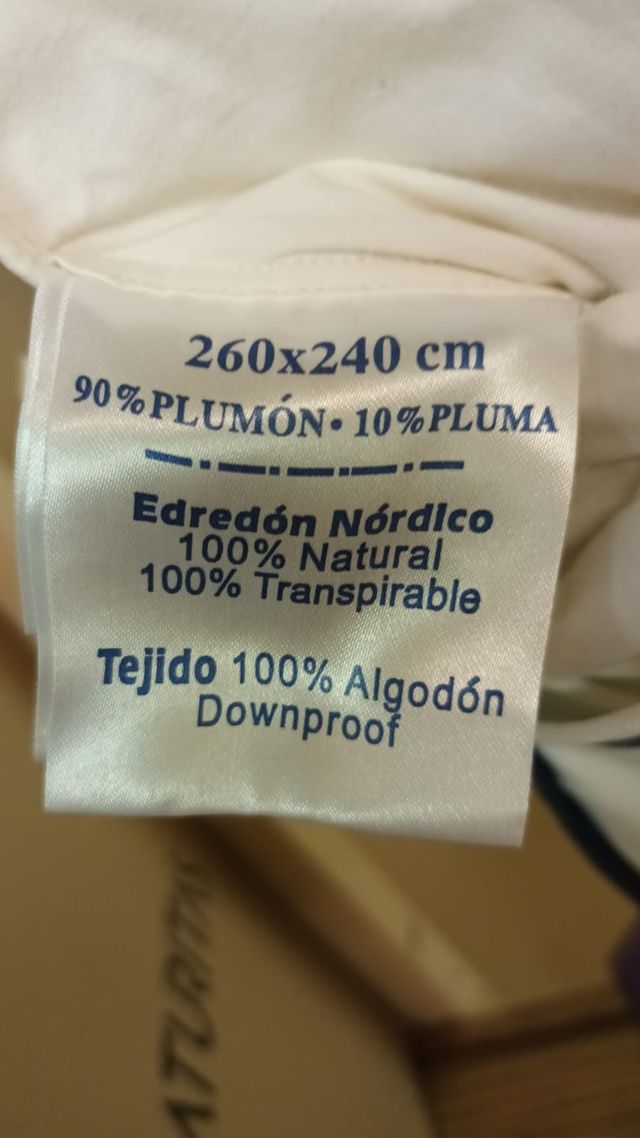 260x240 cm
90%PLUMÓN• 10%PLUMA
Edredón NórdIco
100% Natural
100% Transpirable
Tejido 100% Algodón
Downproof